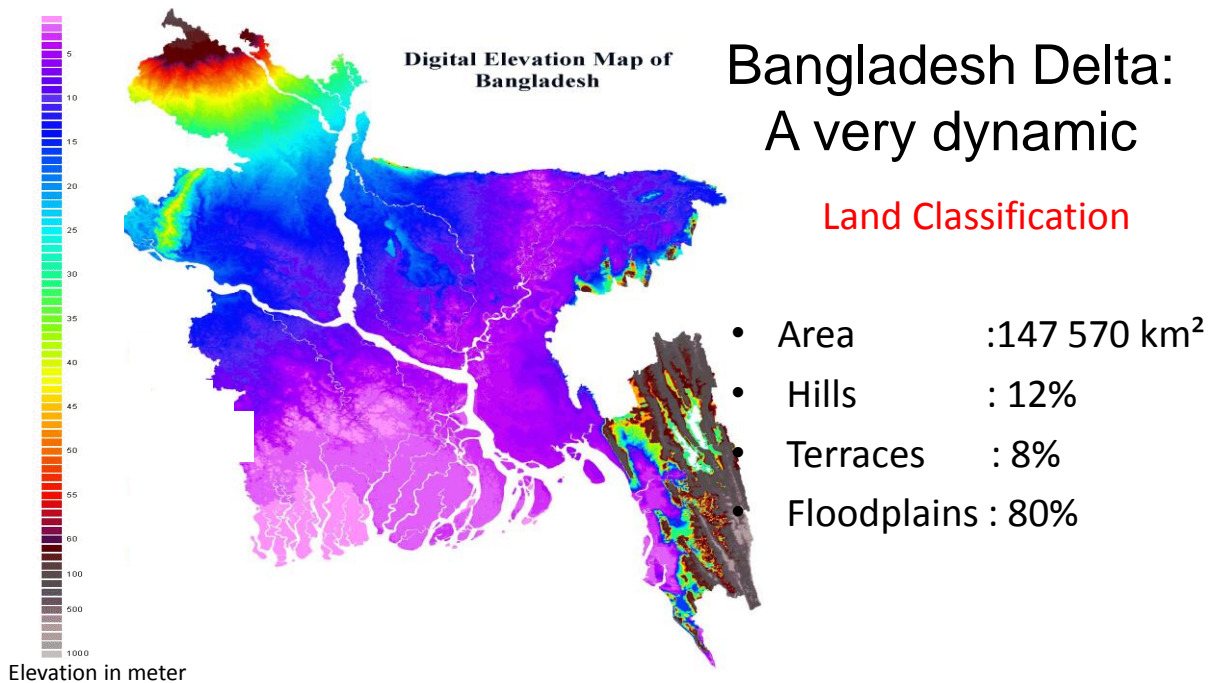 Digital Elevation Map of
Bangladesh
Bangladesh Delta:
A very dynamic
Land Classification
• Area :147 570 km²
• Hills : 12%
• Terraces : 8%
• Floodplains : 80%
5
10
15
20
25
30
35
40
45
50
55
60
100
500
1000
Elevation in meter